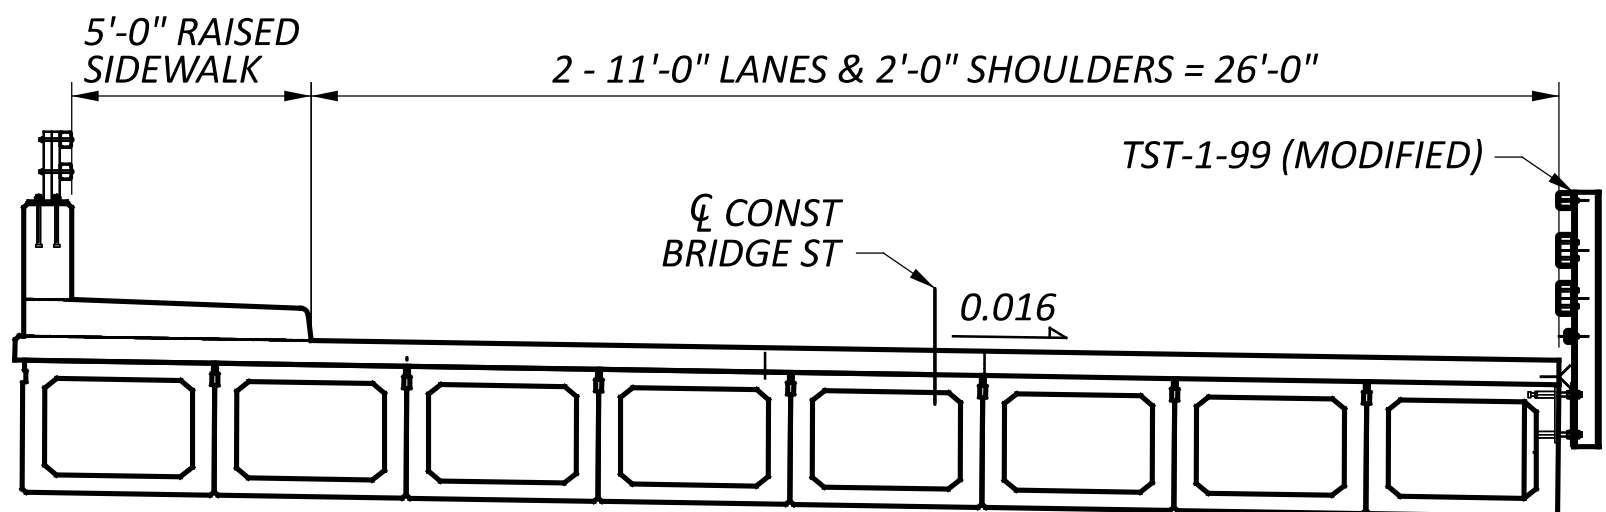 5'-0" RAISED
SIDEWALK
2 - 11'-0" LANES & 2'-0" SHOULDERS = 26'-0"
TST-1-99 (MODIFIED)
℄ CONST
BRIDGE ST
0.016